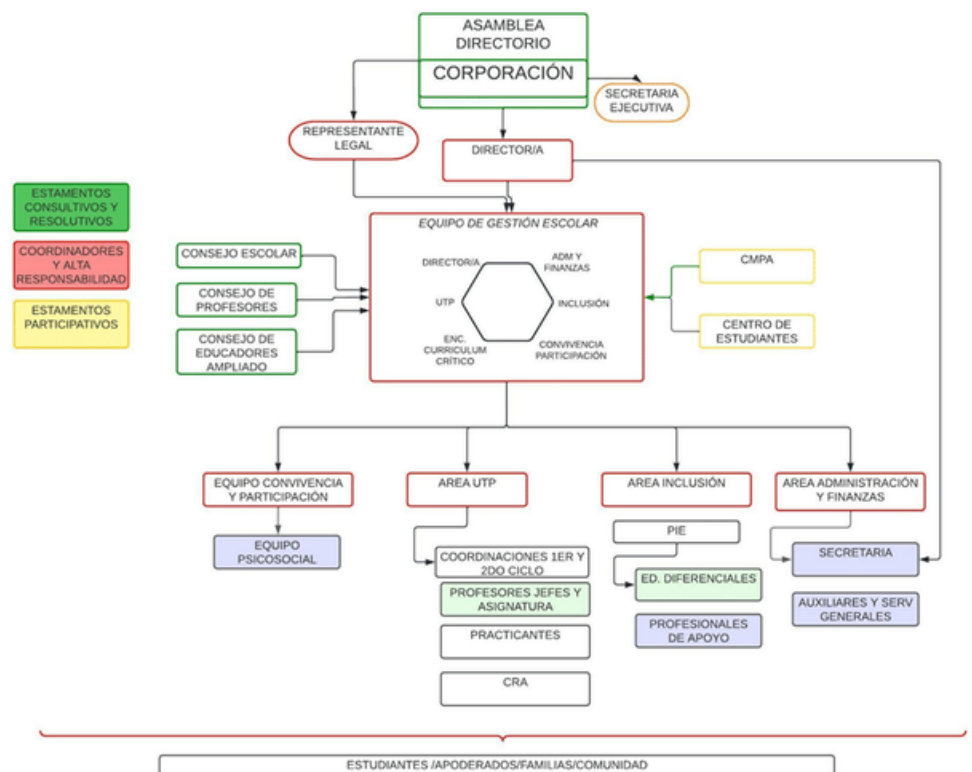 ASAMBLEA
DIRECTORIO
CORPORACIÓN
SECRETARIA
EJECUTIVA
REPRESENTANTE
LEGAL
DIRECTOR/A
ESTAMENTOS
CONSULTIVOS Y
RESOLUTIVOS
COORDINADORES
Y ALTA
RESPONSABILIDAD
ESTAMENTOS
PARTICIPATIVOS
CONSEJO ESCOLAR
CONSEJO DE
PROFESORES
CONSEJO DE
EDUCADORES
AMPLIADO
EQUIPO DE GESTIÓN ESCOLAR
DIRECTOR/A
ADM Y
FINANZAS
UTP
INCLUSIÓN
ENC.
CURRICULUM
CRÍTICO
CONVIVENCIA
PARTICIPACIÓN
CMPA
CENTRO DE
ESTUDIANTES
EQUIPO CONVIVENCIA
Y PARTICIPACIÓN
EQUIPO
PSICOSOCIAL
AREA UTP
COORDINACIONES 1ER Y
2DO CICLO
PROFESORES JEFES Y
ASIGNATURA
PRACTICANTES
CRA
AREA INCLUSIÓN
PIE
ED. DIFERENCIALES
PROFESIONALES
DE APOYO
AREA ADMINISTRACIÓN
Y FINANZAS
SECRETARIA
AUXILIARES Y SERV
GENERALES
ESTUDIANTES /APODERADOS/FAMILIAS/COMUNIDAD